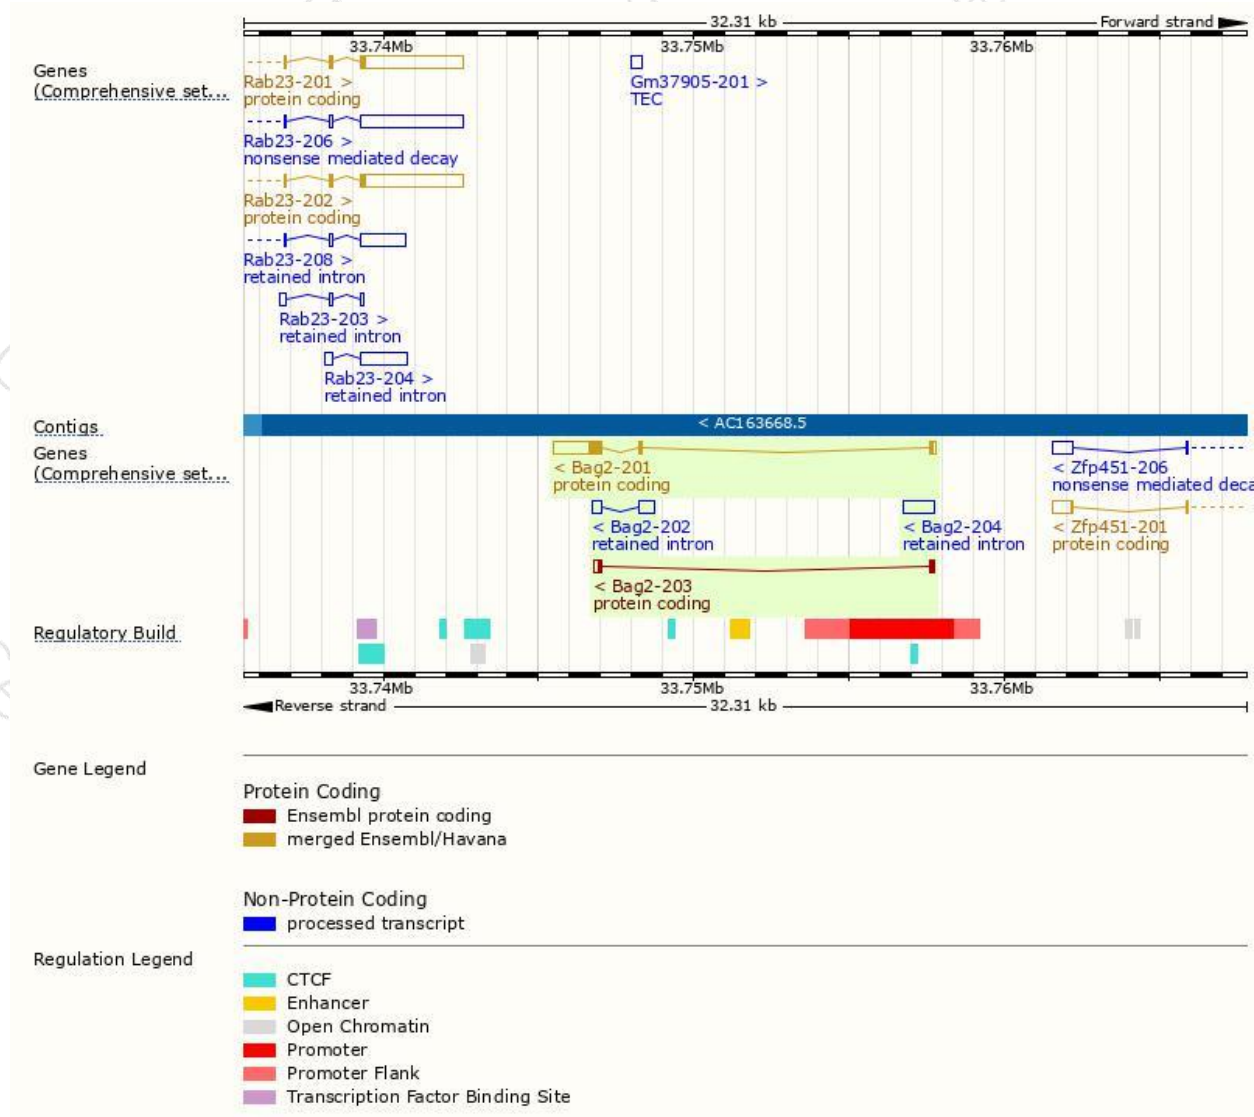 32.31 kb
Forward strand
33.74Mb 33.75Mb 33.76Mb
Genes
(Comprehensive set...
Rab23-201 >
protein coding
Gm37905-201 >
TEC
Rab23-206 >
nonsense mediated decay
Rab23-202 >
protein coding
Rab23-208 >
retained intron
Rab23-203 >
retained intron
Rab23-204 >
retained intron
Contigs
< AC163668.5
Genes
(Comprehensive set...
< Bag2-201
protein coding
< Zfp451-206
nonsense mediated deca
< Bag2-202
retained intron
< Bag2-204
retained intron
< Zfp451-201
protein coding
< Bag2-203
protein coding
Regulatory Build
33.74Mb 33.75Mb 33.76Mb
Reverse strand
32.31 kb
Gene Legend
Protein Coding
Ensembl protein coding
merged Ensembl/Havana
Non-Protein Coding
processed transcript
Regulation Legend
CTCF
Enhancer
Open Chromatin
Promoter
Promoter Flank
Transcription Factor Binding Site